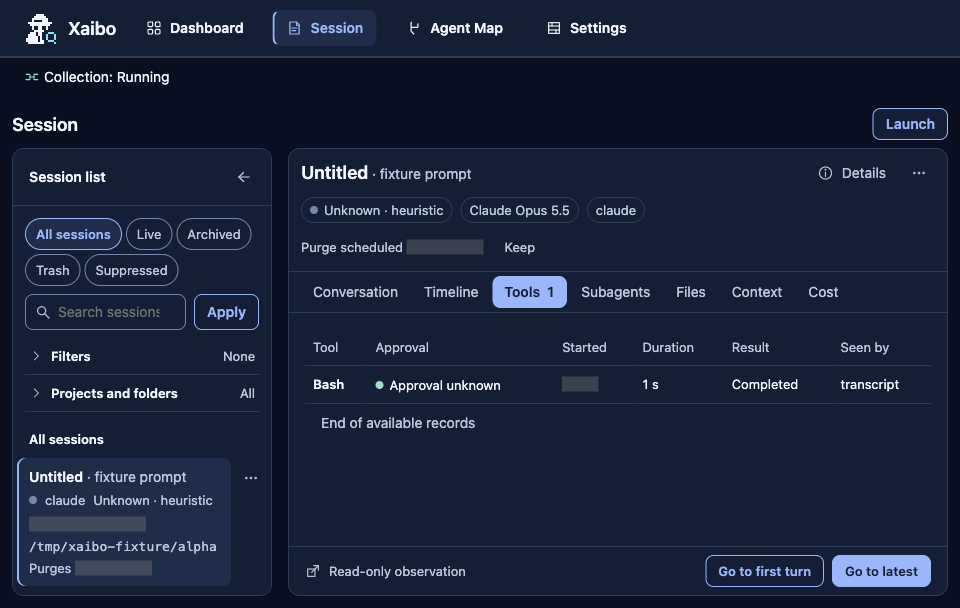 Xaibo Dashboard Session Agent Map Settings
Collection: Running
Session
Launch
Session list
All sessions Live Archived
Trash Suppressed
Search sessions Apply
Filters None
Projects and folders All
All sessions
Untitled · fixture prompt
claude Unknown · heuristic
/tmp/xaibo-fixture/alpha
Purges
Untitled · fixture prompt
Details
Unknown · heuristic Claude Opus 5.5 claude
Purge scheduled Keep
Conversation Timeline Tools 1 Subagents Files Context Cost
Tool Approval Started Duration Result Seen by
Bash Approval unknown 1 s Completed transcript
End of available records
Read-only observation
Go to first turn Go to latest